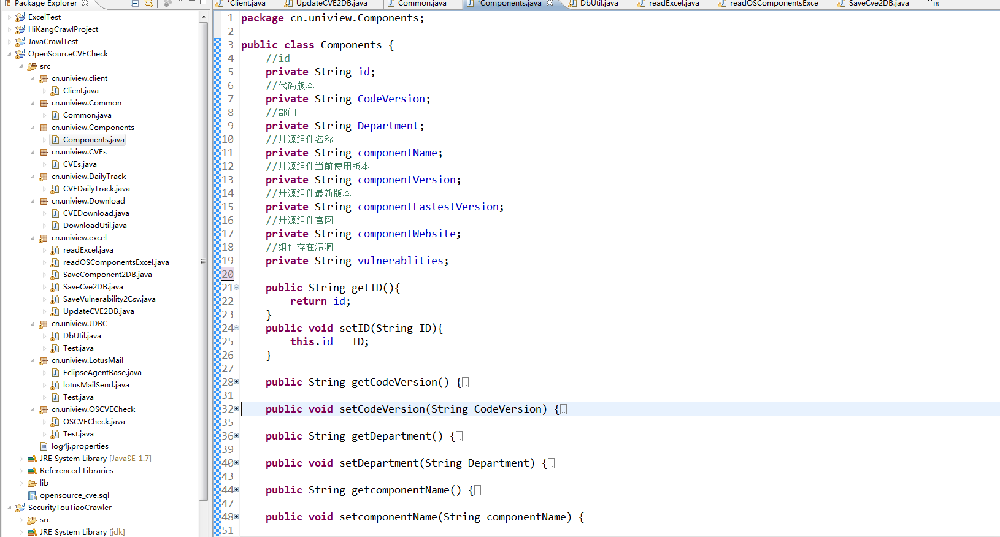 Package Explorer
ExcelTest
HiKangCrawlProject
JavaCrawlTest
OpenSourceCVECheck
src
cn.uniview.client
Client.java
cn.uniview.Common
Common.java
cn.uniview.Components
Components.java
cn.uniview.CVEs
CVEs.java
cn.uniview.DailyTrack
CVEDailyTrack.java
cn.uniview.Download
CVEDownload.java
DownloadUtil.java
cn.uniview.excel
readExcel.java
readOSComponentsExcel.java
SaveComponent2DB.java
SaveCve2DB.java
SaveVulnerability2Csv.java
UpdateCVE2DB.java
cn.uniview.JDBC
DbUtil.java
Test.java
cn.uniview.LotusMail
EclipseAgentBase.java
lotusMailSend.java
Test.java
cn.uniview.OSCVECheck
OSCVECheck.java
Test.java
log4j.properties
JRE System Library [JavaSE-1.7]
Referenced Libraries
lib
opensource_cve.sql
SecurityTouTiaoCrawler
src
JRE System Library [jdk]
*Client.java UpdateCVE2DB.java Common.java *Components.java DbUtil.java readExcel.java readOSComponentsExce SaveCve2DB.java "18
1 package cn.uniview.Components;
2
3 public class Components {
4 //id
5 private String id;
6 //代码版本
7 private String CodeVersion;
8 //部门
9 private String Department;
10 //开源组件名称
11 private String componentName;
12 //开源组件当前使用版本
13 private String componentVersion;
14 //开源组件最新版本
15 private String componentLastestVersion;
16 //开源组件官网
17 private String componentWebsite;
18 //组件存在漏洞
19 private String vulnerablities;
20
21 public String getID(){
22 return id;
23 }
24 public void setID(String ID){
25 this.id = ID;
26 }
27
28 public String getCodeVersion() {
31
32 public void setCodeVersion(String CodeVersion) {
35
36 public String getDepartment() {
39
40 public void setDepartment(String Department) {
43
44 public String getcomponentName() {
47
48 public void setcomponentName(String componentName) {
51